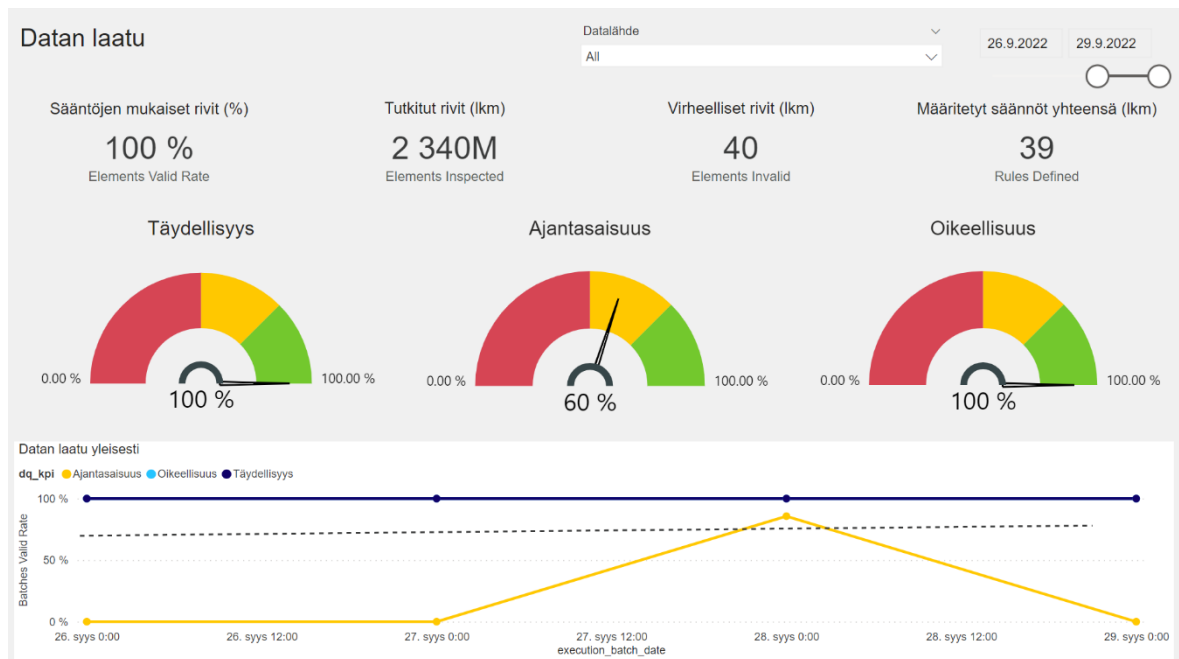 Datan laatu
Datalähde
All
26.9.2022 29.9.2022
Sääntöjen mukaiset rivit (%)
100 %
Elements Valid Rate
Tutkitut rivit (lkm)
2 340M
Elements Inspected
Virheelliset rivit (lkm)
40
Elements Invalid
Määritetyt säännöt yhteensä (lkm)
39
Rules Defined
Täydellisyys
0.00 % 100.00 %
100 %
Ajantasaisuus
0.00 % 100.00 %
60 %
Oikeellisuus
0.00 % 100.00 %
100 %
Datan laatu yleisesti
dq_kpi Ajantasaisuus Oikeellisuus Täydellisyys
Batches Valid Rate
100 %
50 %
0 %
26. syys 0:00 26. syys 12:00 27. syys 0:00 27. syys 12:00 28. syys 0:00 28. syys 12:00 29. syys 0:00
execution_batch_date